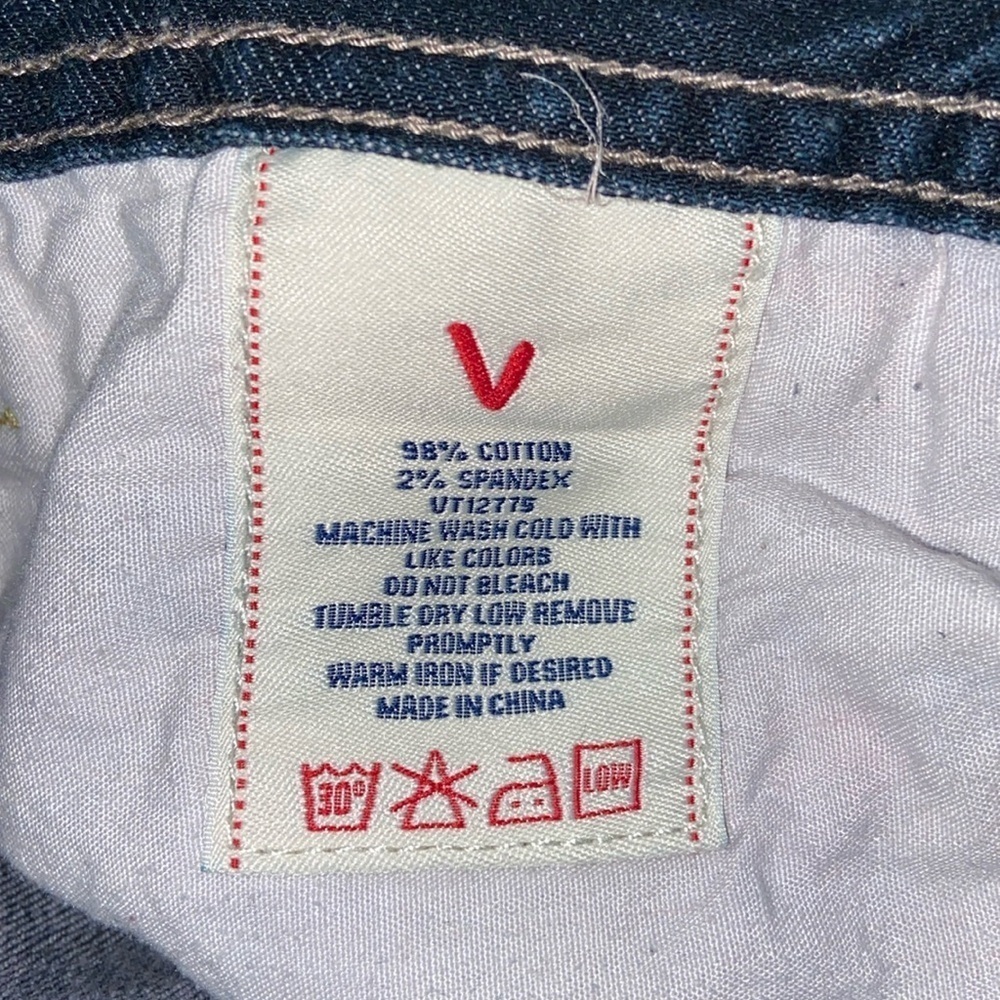 V
98% COTTON
2% SPANDEX
VT12775
MACHINE WASH COLD WITH
LIKE COLORS
DO NOT BLEACH
TUMBLE DRY LOW REMOVE
PROMPTLY
WARM IRON IF DESIRED
MADE IN CHINA
30° LOW